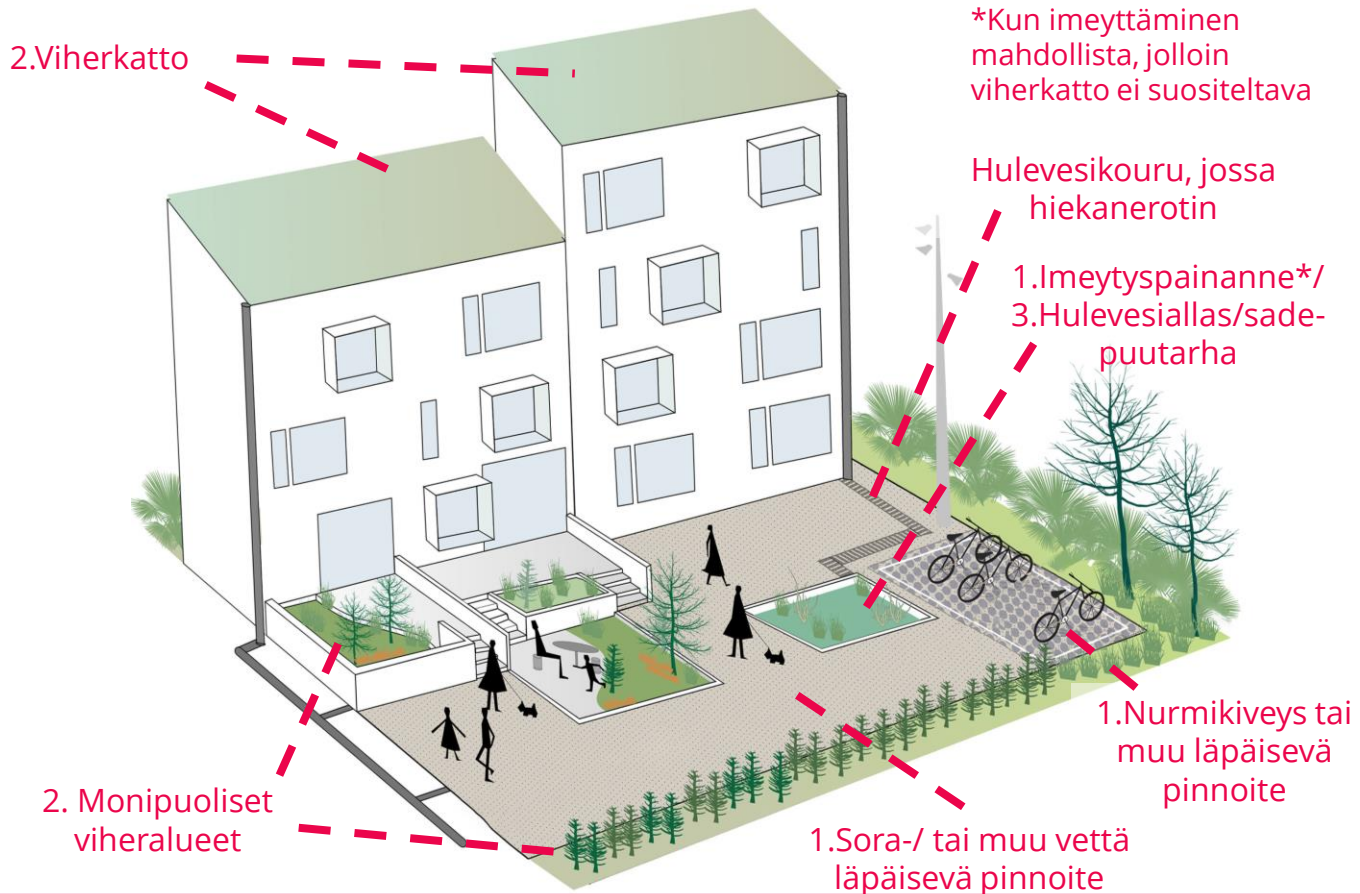 2.Viherkatto
*Kun imeyttäminen
mahdollista, jolloin
viherkatto ei suositeltava
Hulevesikouru, jossa
hiekanerotin
1.Imeytyspainanne*/
3.Hulevesiallas/sade-
puutarha
1.Nurmikiveys tai
muu läpäisevä
pinnoite
2. Monipuoliset
viheralueet
1.Sora-/ tai muu vettä
läpäisevä pinnoite